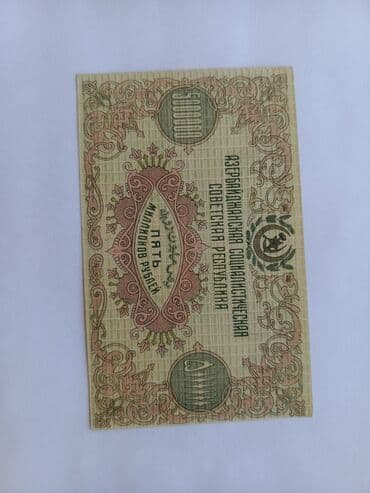 АЗЕРБАЙДЖАНСКАЯ СОЦИАЛИСТИЧЕСКАЯ
СОВЕТСКАЯ РЕСПУБЛИКА
5000000
ПЯТЬ
МИЛЛИОНОВ РУБЛЕЙ